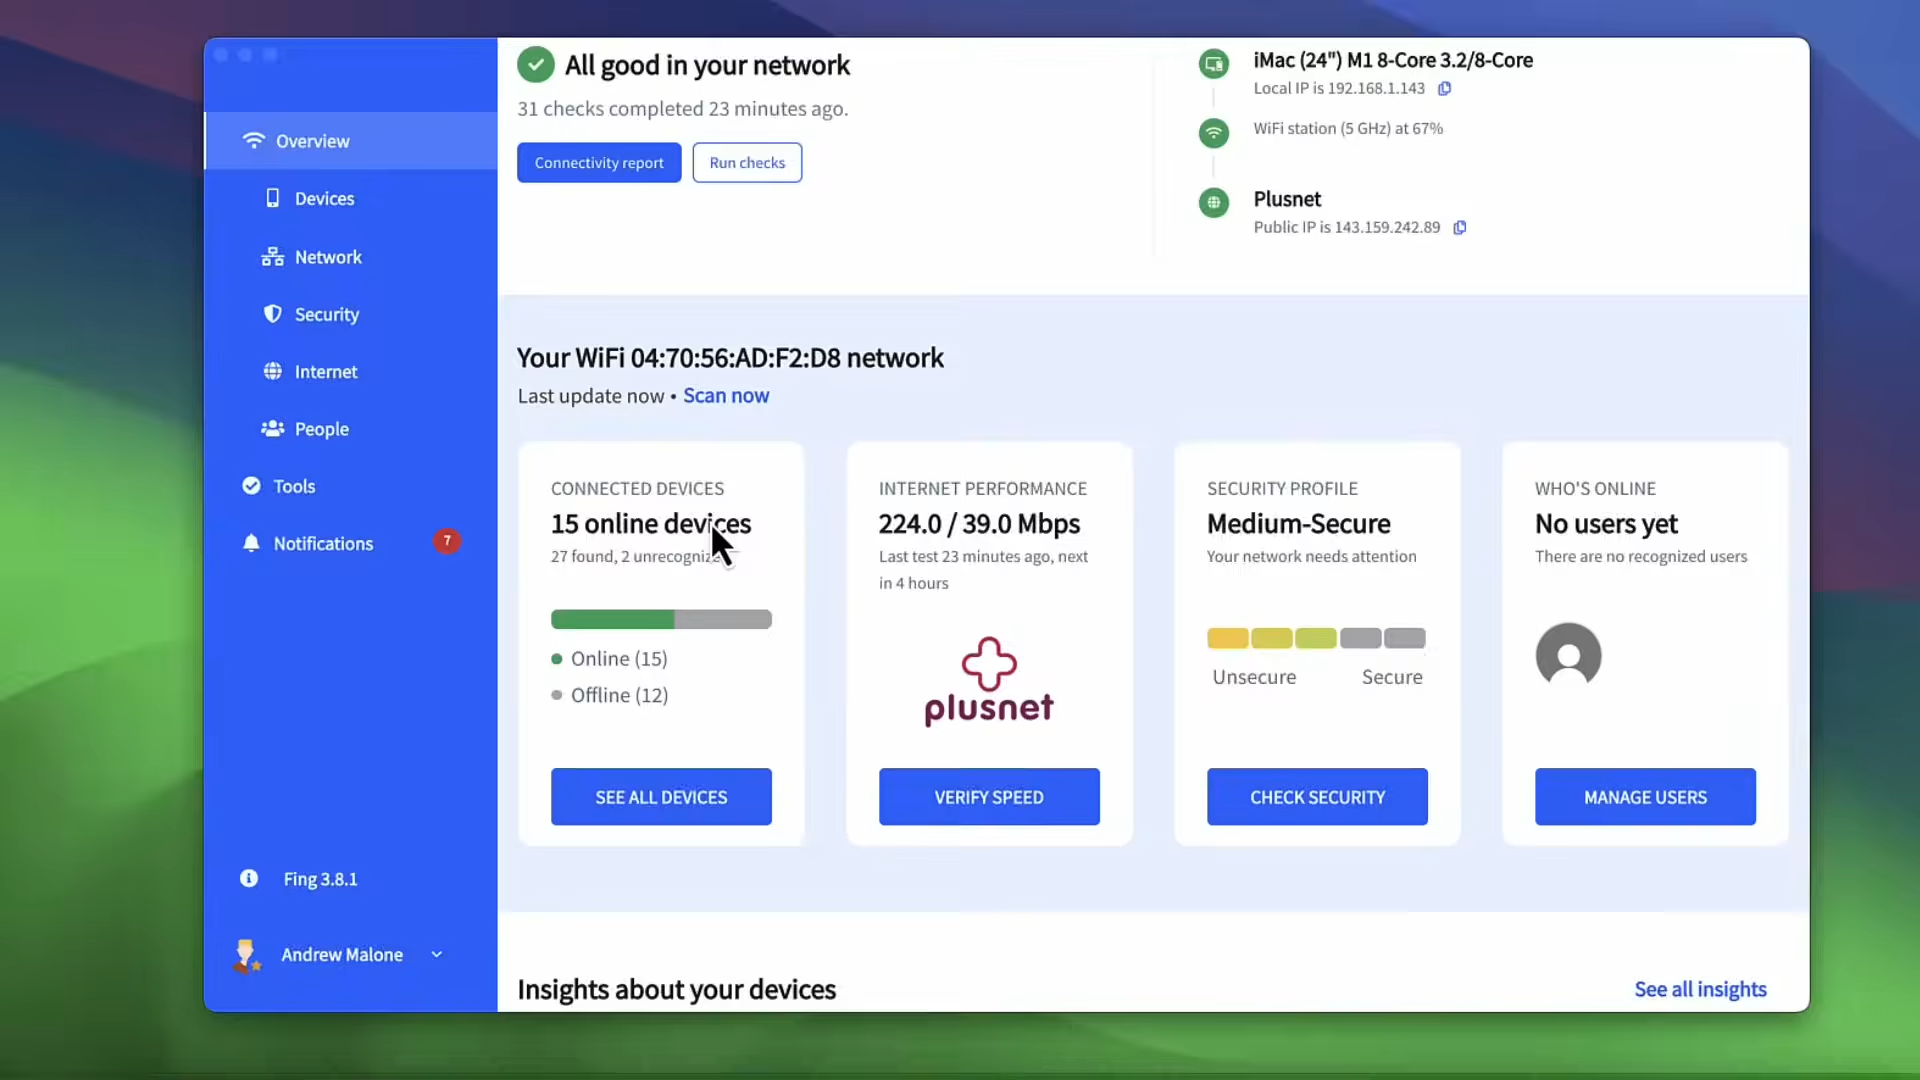 Overview
Devices
Network
Security
Internet
People
Tools
Notifications
7
Fing 3.8.1
Andrew Malone
All good in your network
31 checks completed 23 minutes ago.
Connectivity report
Run checks
iMac (24") M1 8-Core 3.2/8-Core
Local IP is 192.168.1.143
WiFi station (5 GHz) at 67%
Plusnet
Public IP is 143.159.242.89
Your WiFi 04:70:56:AD:F2:D8 network
Last update now • Scan now
CONNECTED DEVICES
15 online devices
27 found, 2
Online (15)
Offline (12)
SEE ALL DEVICES
INTERNET PERFORMANCE
224.0 / 39.0 Mbps
Last test 23 minutes ago, next
in 4 hours
plusnet
VERIFY SPEED
SECURITY PROFILE
Medium-Secure
Your network needs attention
Unsecure
Secure
CHECK SECURITY
WHO'S ONLINE
No users yet
There are no recognized users
MANAGE USERS
Insights about your devices
See all insights